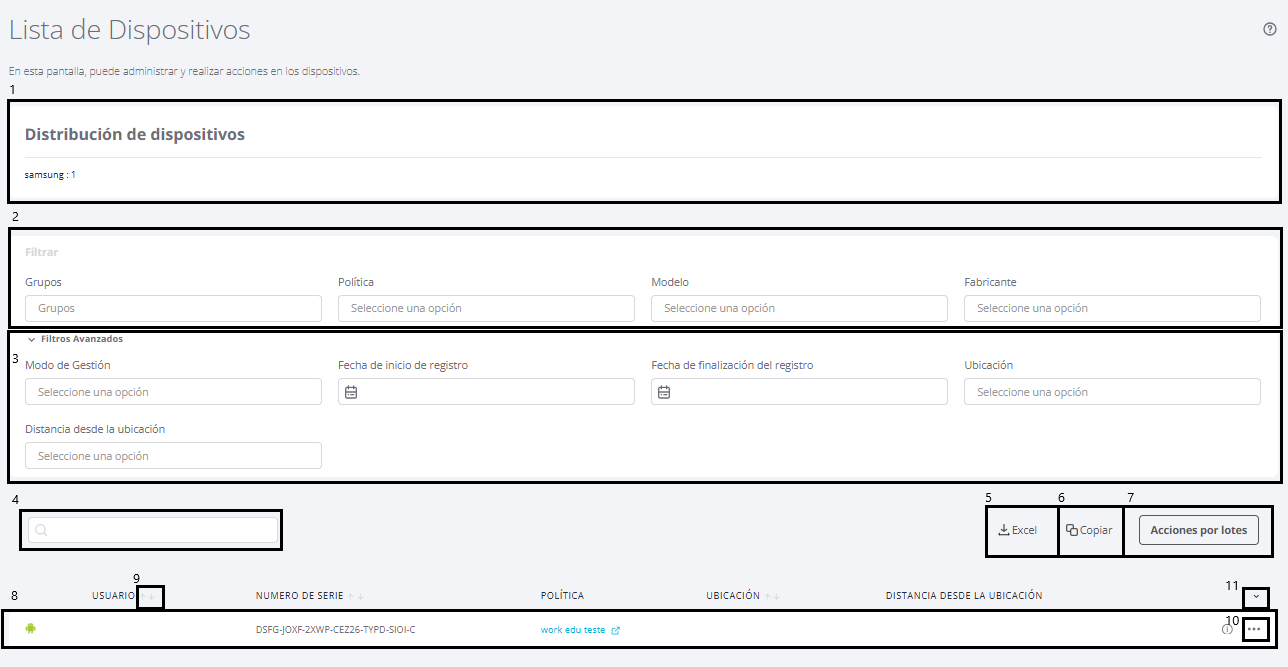 Lista de Dispositivos
En esta pantalla, puede administrar y realizar acciones en los dispositivos.
1
Distribución de dispositivos
samsung : 1
2
Filtrar
Grupos Política Modelo Fabricante
Grupos Seleccione una opción Seleccione una opción Seleccione una opción
Filtros Avanzados
3
Modo de Gestión Fecha de inicio de registro Fecha de finalización del registro Ubicación
Seleccione una opción Seleccione una opción
Distancia desde la ubicación
Seleccione una opción
4 5 6 7
Excel Copiar Acciones por lotes
9
8 USUARIO NUMERO DE SERIE POLÍTICA UBICACIÓN DISTANCIA DESDE LA UBICACIÓN 11
DSFG-JOXF-2XWP-CEZ26-TYPD-SIOI-C work edu teste 10